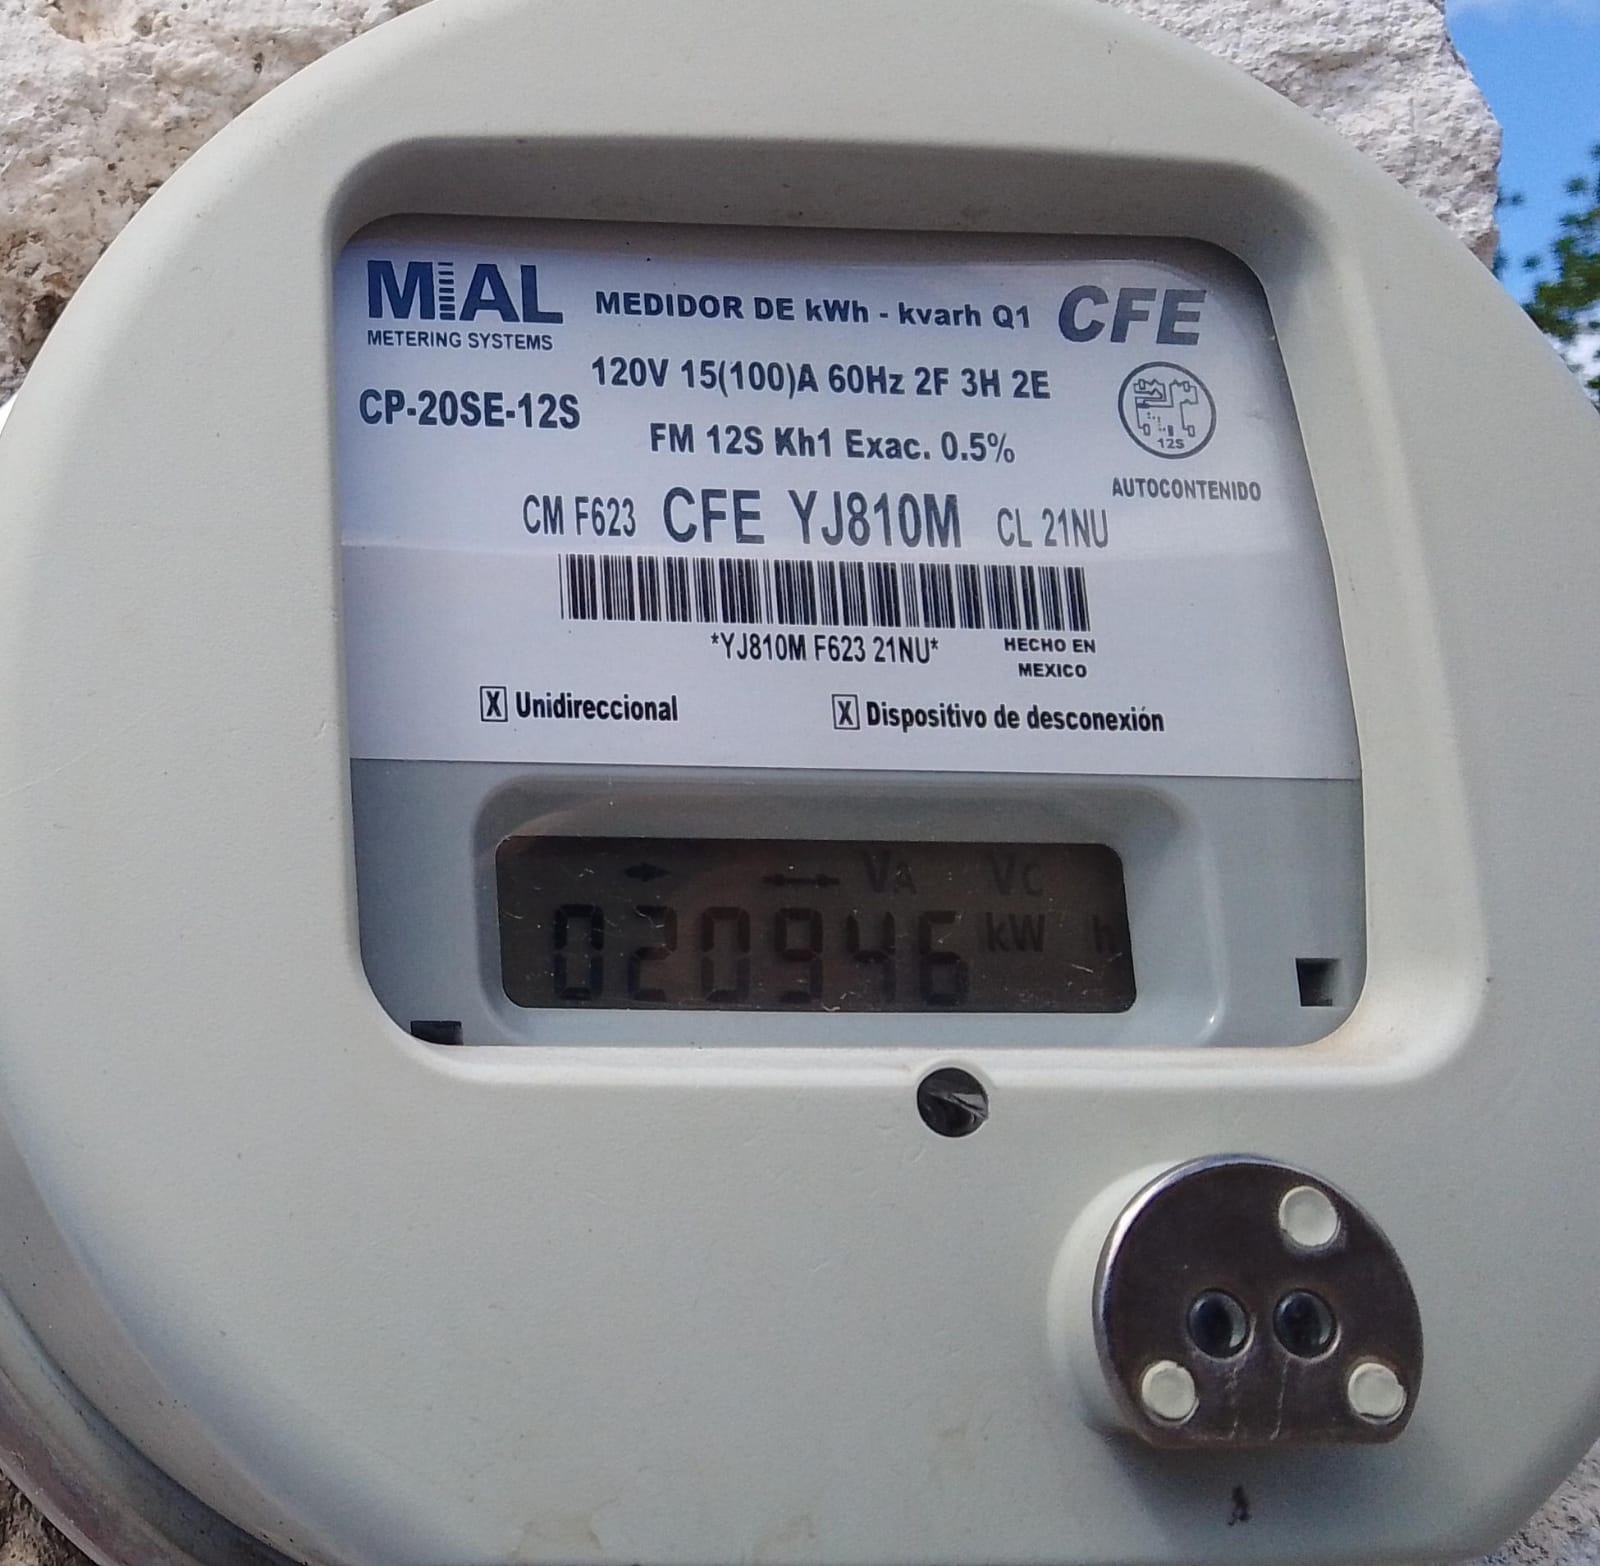 MIAL
METERING SYSTEMS
MEDIDOR DE kWh - kvarh Q1
CFE
120V 15(100)A 60Hz 2F 3H 2E
CP-20SE-12S
FM 12S Kh1 Exac. 0.5%
12S
AUTOCONTENIDO
CM F623 CFE YJ810M CL 21NU
*YJ810M F623 21NU*
HECHO EN
MEXICO
X Unidireccional
X Dispositivo de desconexión
VA VC
020946 kW h